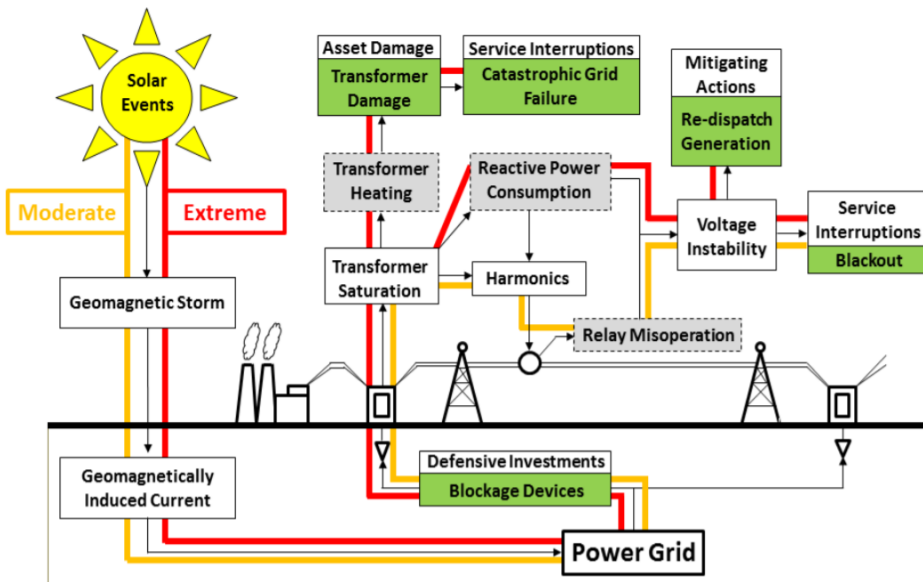 Solar
Events
Moderate
Extreme
Geomagnetic Storm
Geomagnetically
Induced Current
Asset Damage
Transformer
Damage
Service Interruptions
Catastrophic Grid
Failure
Mitigating
Actions
Re-dispatch
Generation
Transformer
Heating
Reactive Power
Consumption
Voltage
Instability
Service
Interruptions
Blackout
Transformer
Saturation
Harmonics
Relay Misoperation
Defensive Investments
Blockage Devices
Power Grid